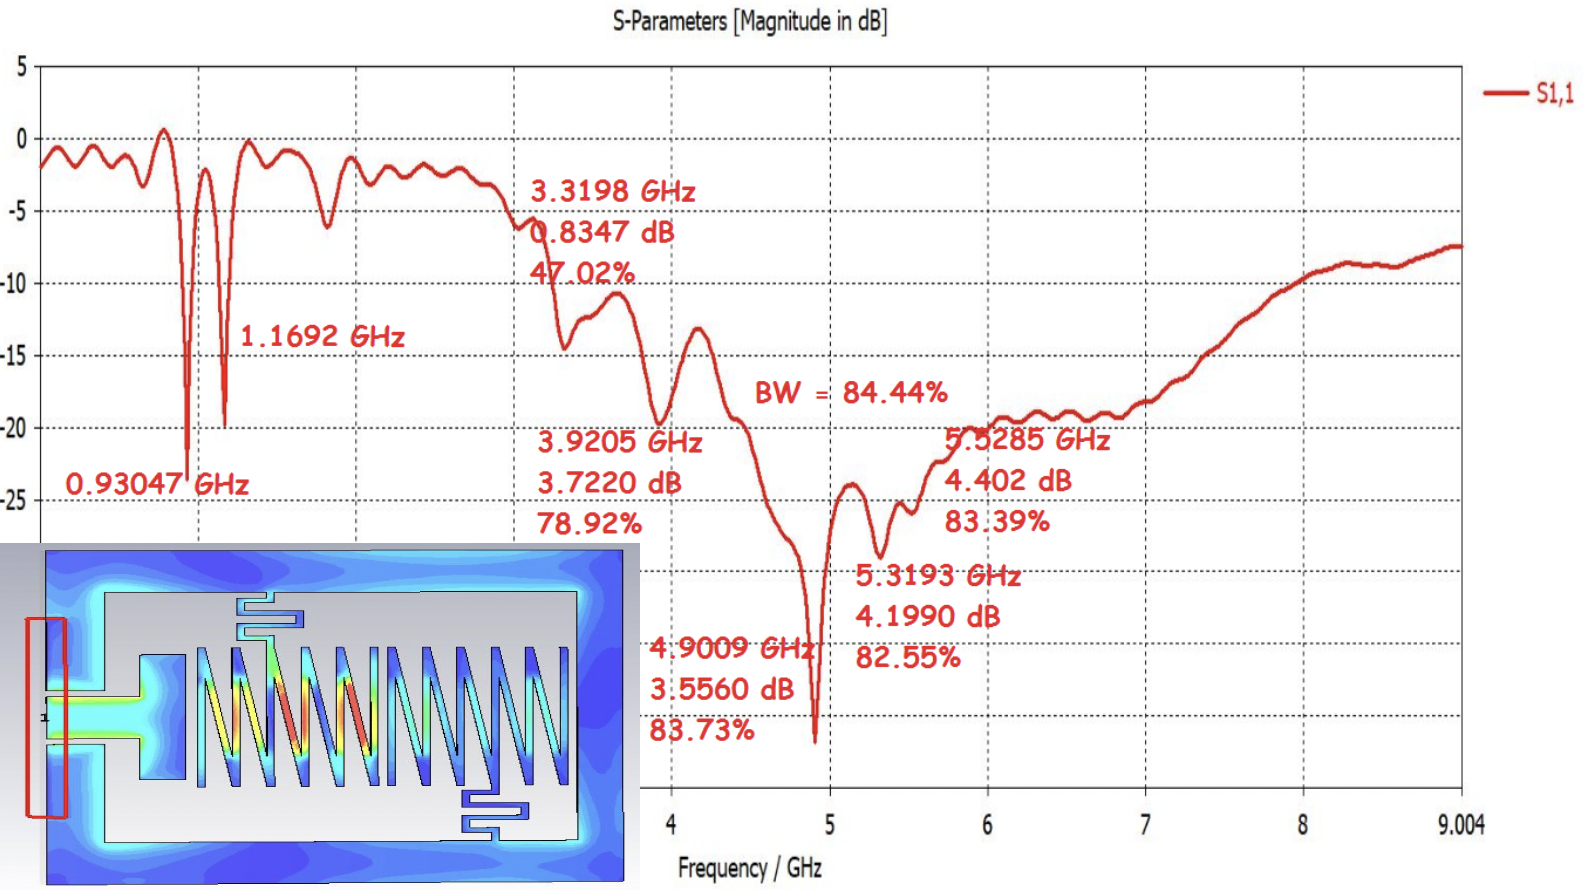 S-Parameters [Magnitude in dB]
5
S1,1
0
3.3198 GHz
-5
0.8347 dB
47.02%
-10
1.1692 GHz
-15
BW = 84.44%
-20
3.9205 GHz
5.5285 GHz
0.93047 GHz
3.7220 dB
4.402 dB
-25
78.92%
83.39%
5.3193 GHz
4.1990 dB
4.9009 GHz
82.55%
3.5560 dB
83.73%
1
4
5
6
7
8
9.004
Frequency / GHz